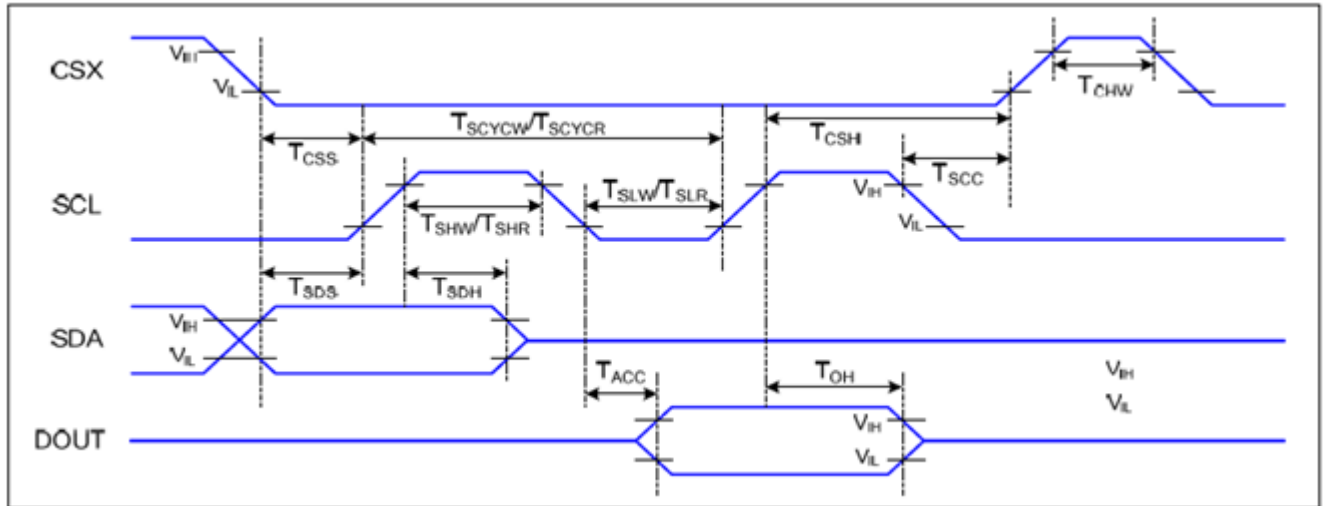 CSX
VIH
VIL
TCHW
TCSS
TSCYCW/TSCYCR
TCSH
TSCC
SCL
TSHW/TSHR
TSLW/TSLR
VIH
VIL
TSDS
TSDH
SDA
VIH
VIL
TACC
TOH
VIH
VIL
DOUT
VIH
VIL